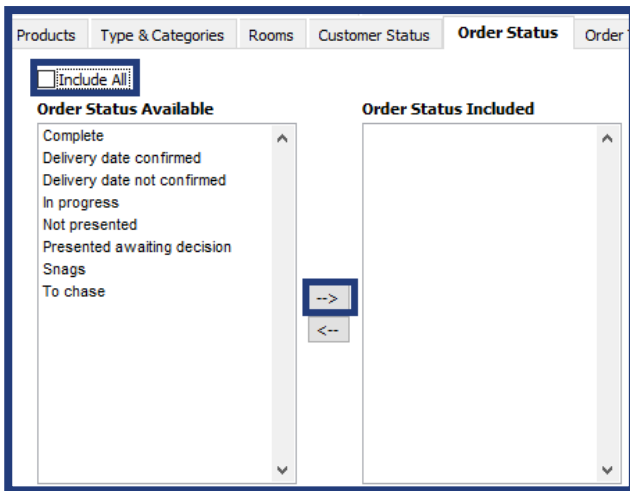 Products Type & Categories Rooms Customer Status Order Status Order
Include All
Order Status Available Order Status Included
Complete
Delivery date confirmed
Delivery date not confirmed
In progress
Not presented
Presented awaiting decision
Snags
To chase
-->
<--